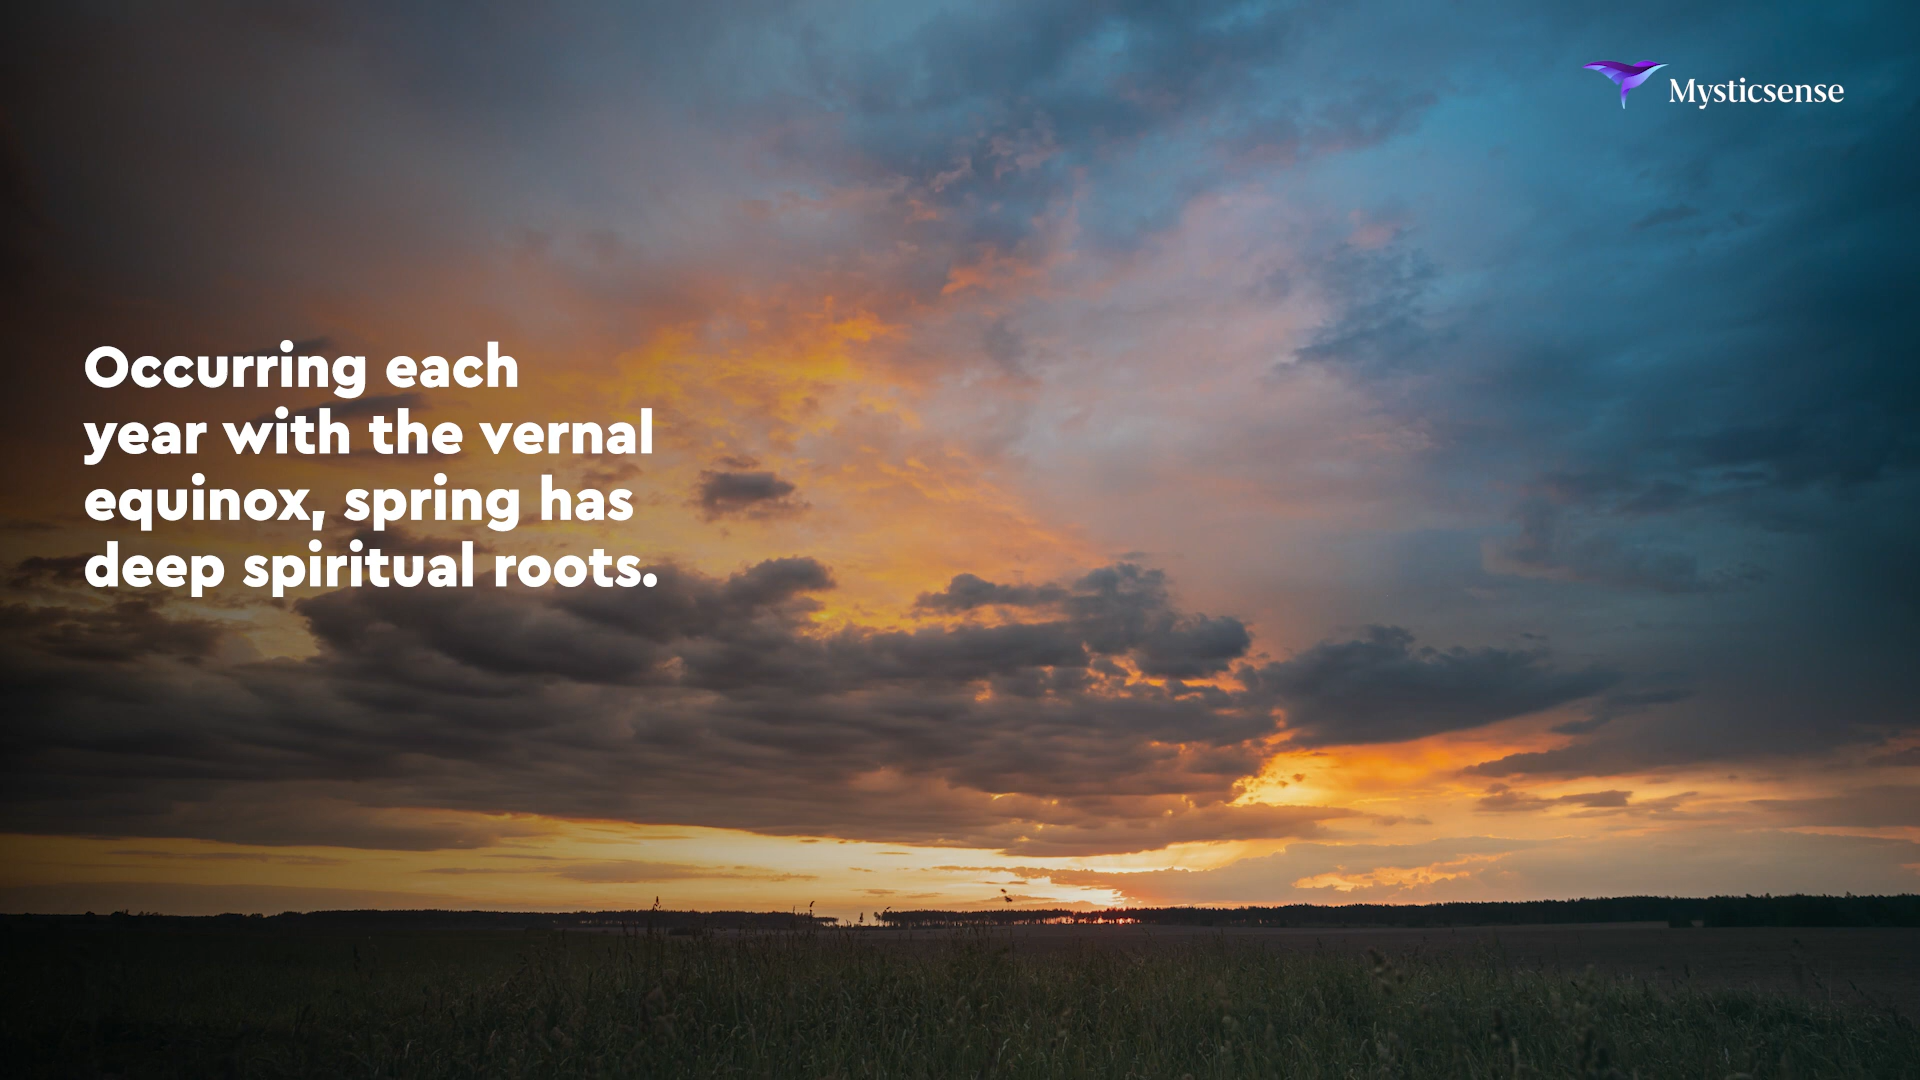 Mysticsense
Occurring each
year with the vernal
equinox, spring has
deep spiritual roots.